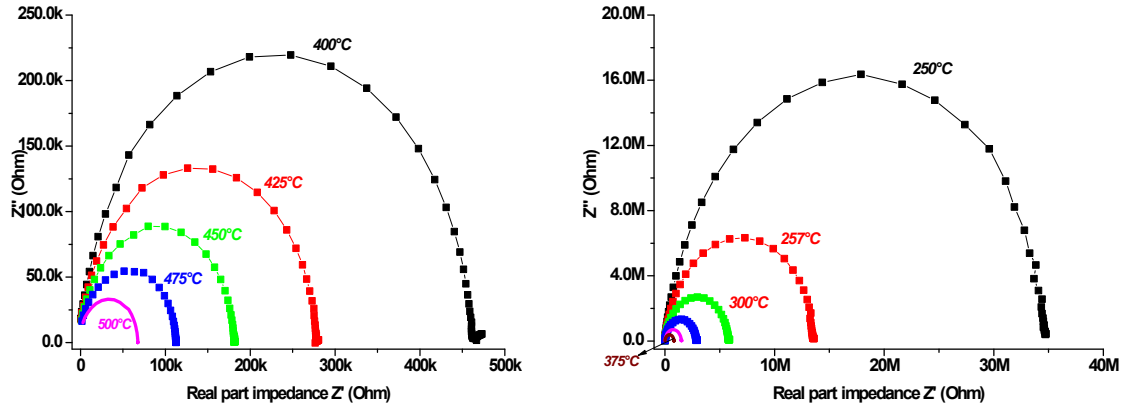 250.0k
200.0k
150.0k
100.0k
50.0k
0.0
Z'' (Ohm)
400°C
425°C
450°C
475°C
500°C
0 100k 200k 300k 400k 500k
Real part impedance Z' (Ohm)
20.0M
16.0M
12.0M
8.0M
4.0M
0.0
Z'' (Ohm)
250°C
257°C
300°C
375°C
0 10M 20M 30M 40M
Real part impedance Z' (Ohm)